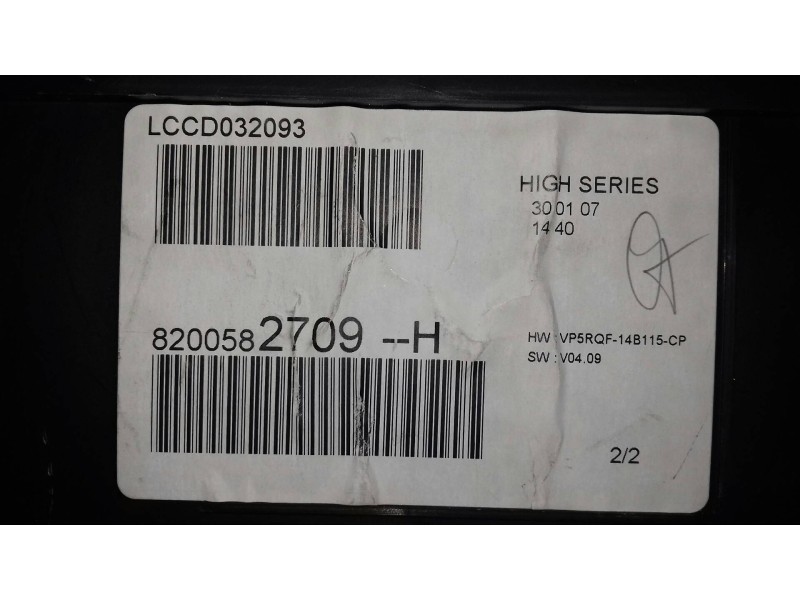 LCCD032093
HIGH SERIES
30 01 07
14 40
8200582709 --H
HW : VP5RQF-14B115-CP
SW : V04.09
2/2